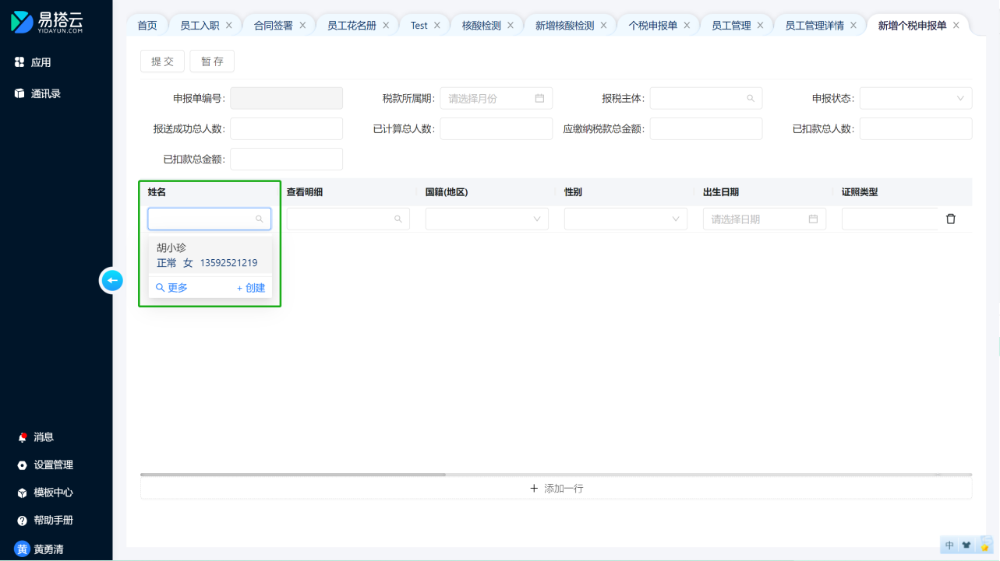 易搭云
YIDAYUN.COM
应用
通讯录
消息
设置管理
模板中心
帮助手册
黄 黄勇清
首页 员工入职 合同签署 员工花名册 Test 核酸检测 新增核酸检测 个税申报单 员工管理 员工管理详情 新增个税申报单
提交 暂存
申报单编号: 税款所属期: 请选择月份 报税主体: 申报状态:
报送成功总人数: 已计算总人数: 应缴纳税款总金额: 已扣款总人数:
已扣款总金额:
姓名 查看明细 国籍(地区) 性别 出生日期 证照类型
请选择日期
胡小珍
正常 女 13592521219
更多 + 创建
+ 添加一行
中